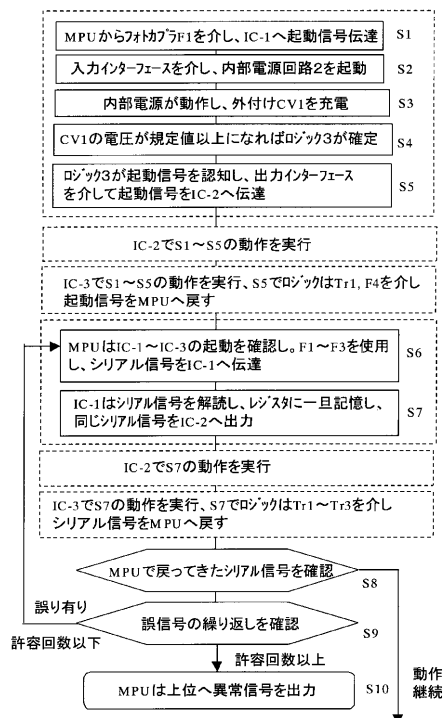 MPUからフォトカプラF1を介し、IC-1へ起動信号伝達
S1
入力インターフェースを介し、内部電源回路2を起動
S2
内部電源が動作し、外付けCV1を充電
S3
CV1の電圧が規定値以上になればロジック3が確定
S4
ロジック3が起動信号を認知し、出力インターフェース
を介して起動信号をIC-2へ伝達
S5
IC-2でS1～S5の動作を実行
IC-3でS1～S5の動作を実行、S5でロジックはTr1, F4を介し
起動信号をMPUへ戻す
MPUはIC-1～IC-3の起動を確認し。F1～F3を使用
し、シリアル信号をIC-1へ伝達
S6
IC-1はシリアル信号を解読し、レジスタに一旦記憶し、
同じシリアル信号をIC-2へ出力
S7
IC-2でS7の動作を実行
IC-3でS7の動作を実行、S7でロジックはTr1～Tr3を介し
シリアル信号をMPUへ戻す
MPUで戻ってきたシリアル信号を確認
S8
誤り有り
誤信号の繰り返しを確認
S9
許容回数以下
許容回数以上
MPUは上位へ異常信号を出力
S10
動作
継続